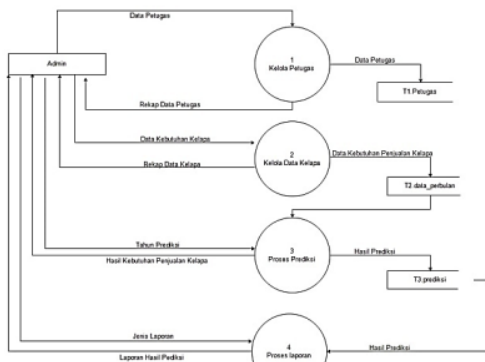 Data Petugas
Admin
1
Kelola Petugas
Data Petugas
T1 Petugas
Rekap Data Petugas
Data Kebutuhan Kelapa
2
Kelola Data Kelapa
Data Kebutuhan Penjualan Kelapa
Rekap Data Kelapa
T2 data_perbulan
Tahun Prediksi
3
Proses Prediksi
Hasil Prediksi
Hasil Kebutuhan Penjualan Kelapa
T3 prediksi
Jenis Laporan
4
Proses laporan
Hasil Prediksi
Laporan Hasil Pediksi